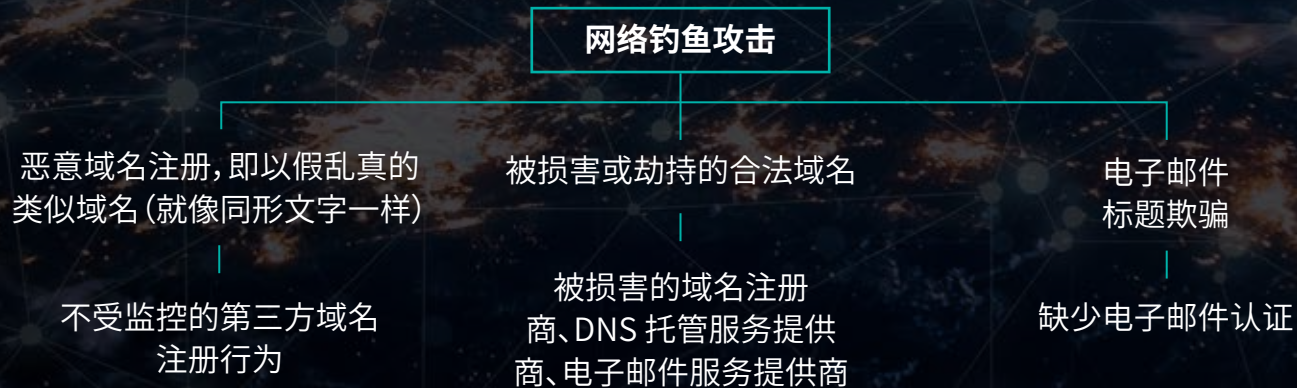 网络钓鱼攻击
恶意域名注册,即以假乱真的
类似域名(就像同形文字一样)
被损害或劫持的合法域名
电子邮件
标题欺骗
不受监控的第三方域名
注册行为
被损害的域名注册
商、DNS 托管服务提供
商、电子邮件服务提供商
缺少电子邮件认证